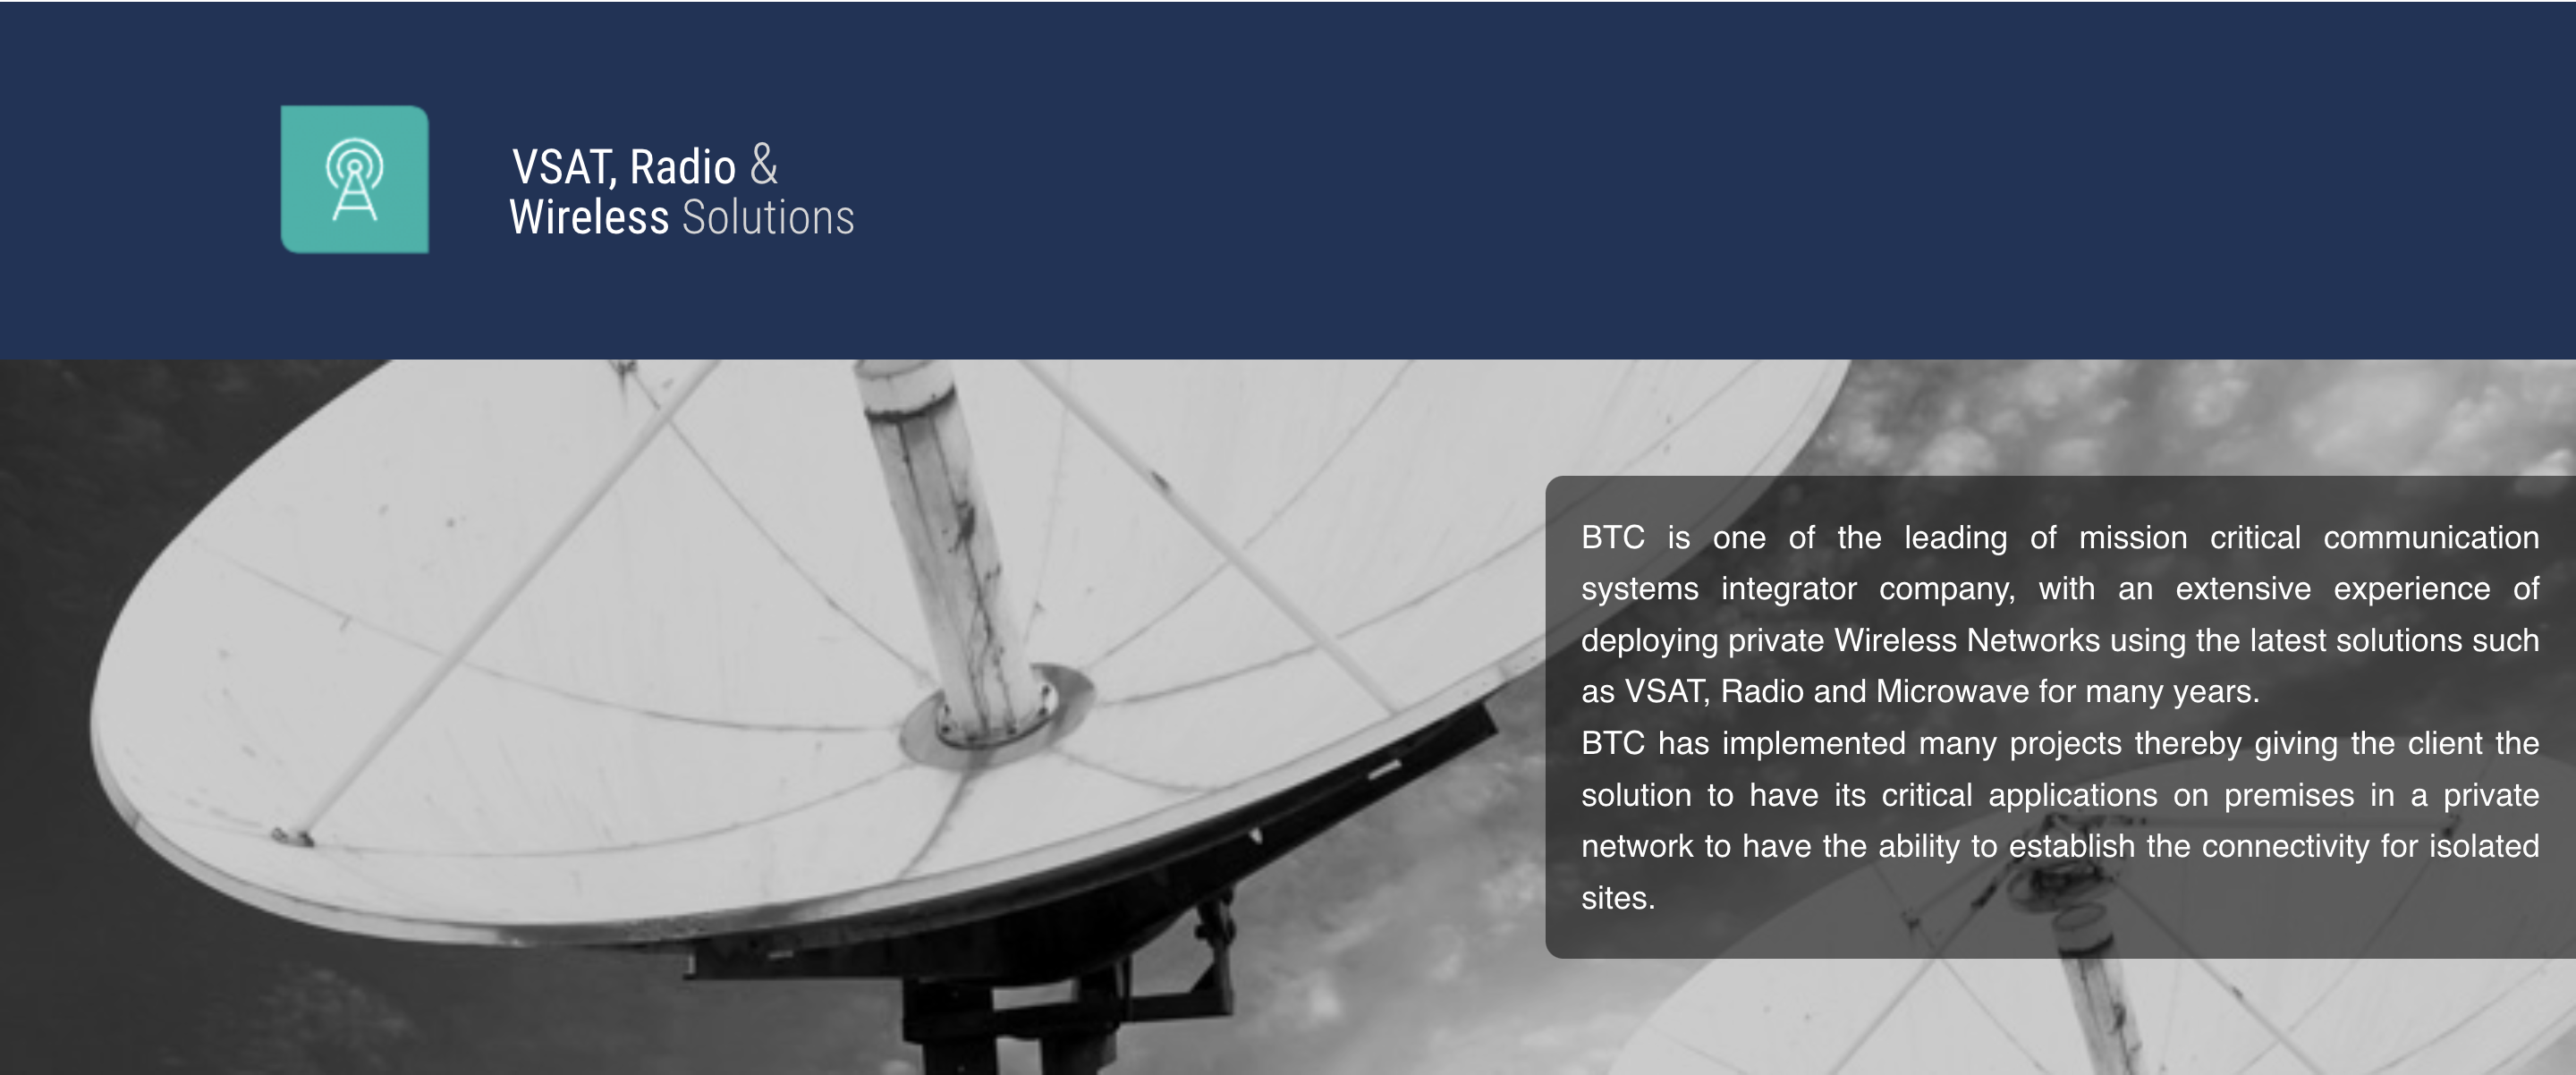 VSAT, Radio &
Wireless Solutions
BTC is one of the leading of mission critical communication
systems integrator company, with an extensive experience of
deploying private Wireless Networks using the latest solutions such
as VSAT, Radio and Microwave for many years.
BTC has implemented many projects thereby giving the client the
solution to have its critical applications on premises in a private
network to have the ability to establish the connectivity for isolated
sites.